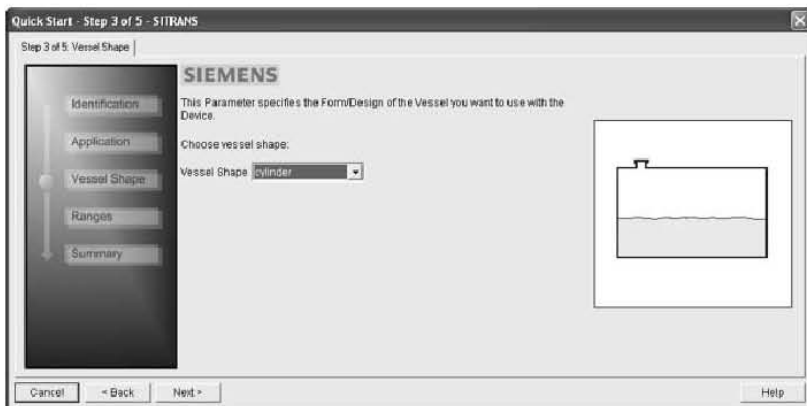 Quick Start - Step 3 of 5 - SITRANS
Step 3 of 5: Vessel Shape
SIEMENS
Identification
Application
Vessel Shape
Ranges
Summary
This Parameter specifies the Form/Design of the Vessel you want to use with the
Device.
Choose vessel shape:
Vessel Shape cylinder
Cancel
< Back
Next >
Help